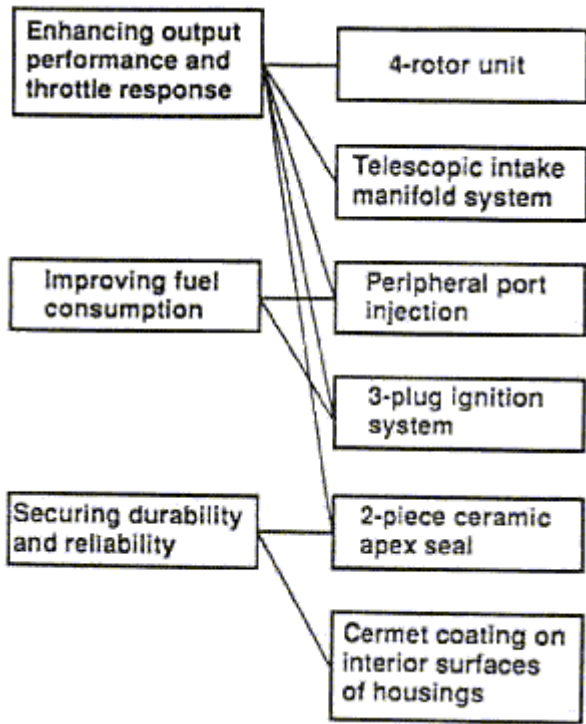 Enhancing output
performance and
throttle response
4-rotor unit
Telescopic intake
manifold system
Improving fuel
consumption
Peripheral port
injection
3-plug ignition
system
Securing durability
and reliability
2-piece ceramic
apex seal
Cermet coating on
interior surfaces
of housings